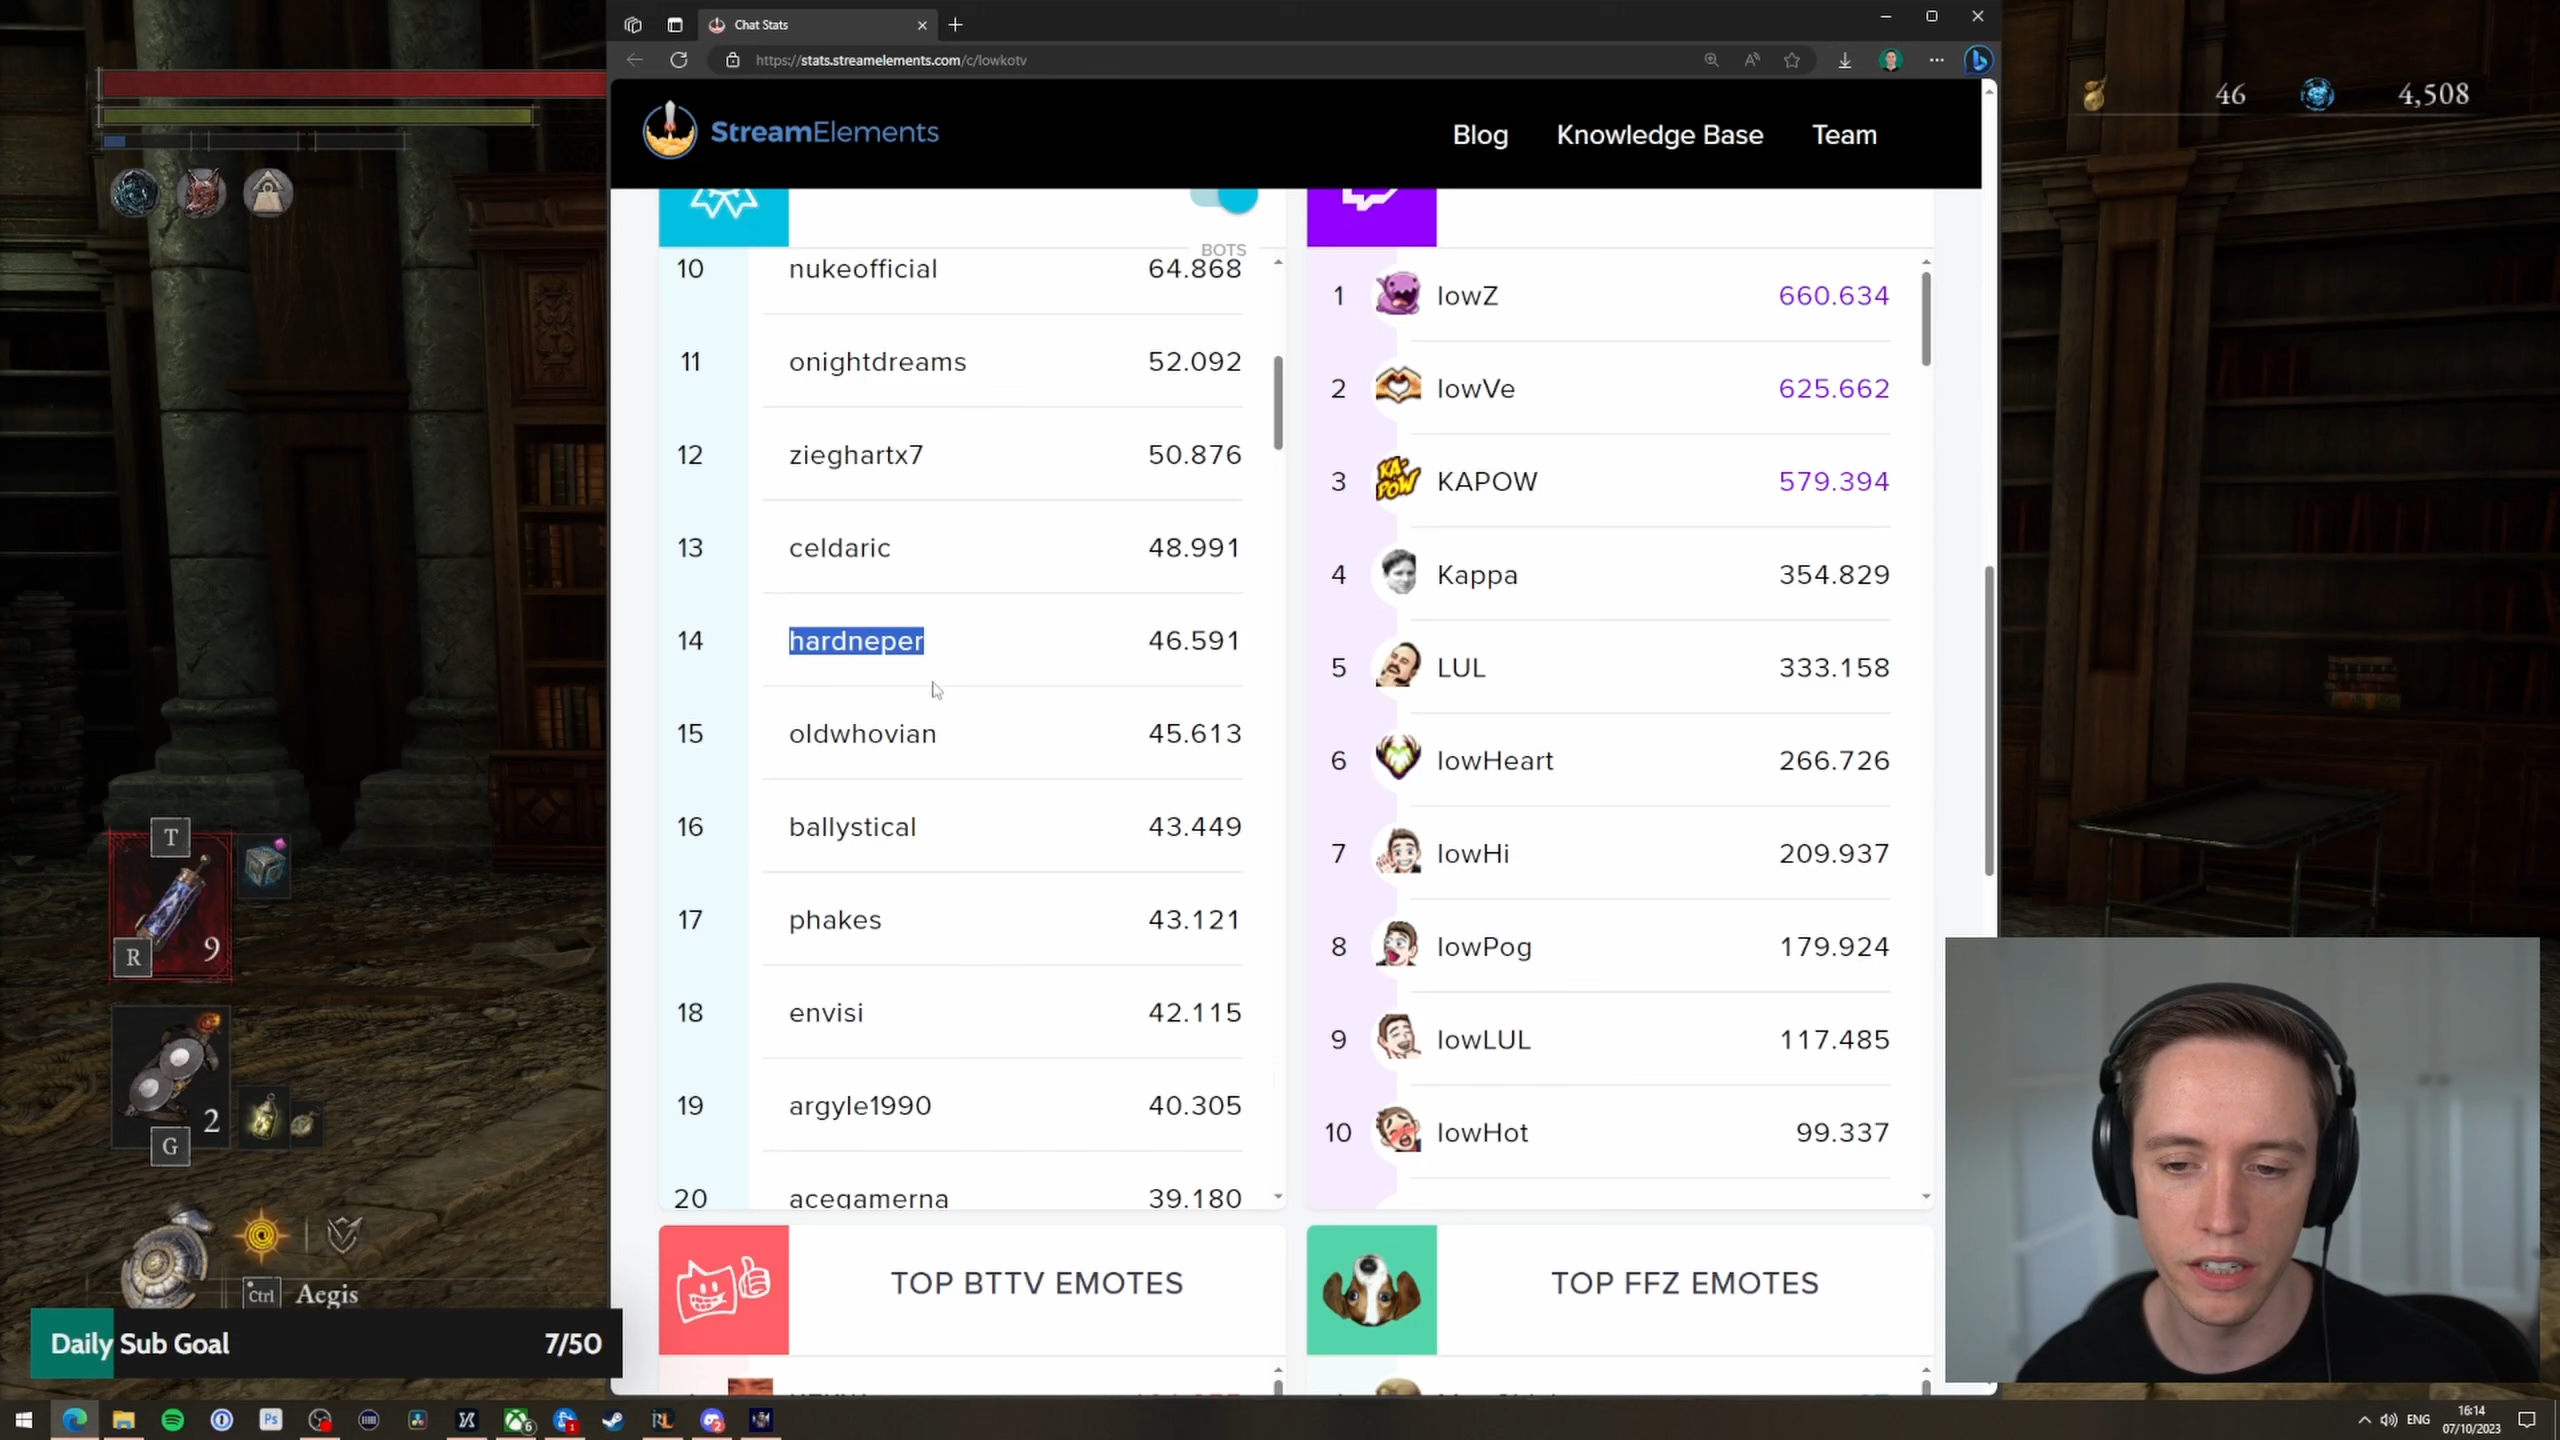 Chat Stats
https://stats.streamelements.com/c/lowkotv
46
4,508
StreamElements
Blog
Knowledge Base
Team
BOTS
10 nukeofficial 64.868
11 onightdreams 52.092
12 zieghartx7 50.876
13 celdaric 48.991
14 hardneper 46.591
15 oldwhovian 45.613
16 ballystical 43.449
17 phakes 43.121
18 envisi 42.115
19 argyle1990 40.305
20 acegamerna 39.180
1 lowZ 660.634
2 lowVe 625.662
KA-POW
3 KAPOW 579.394
4 Kappa 354.829
5 LUL 333.158
6 lowHeart 266.726
7 lowHi 209.937
8 lowPog 179.924
9 lowLUL 117.485
10 lowHot 99.337
TOP BTTV EMOTES
TOP FFZ EMOTES
T
R
9
2
G
Ctrl
Aegis
Daily Sub Goal 7/50
Ps
6
1
2
ENG
16:14
07/10/2023